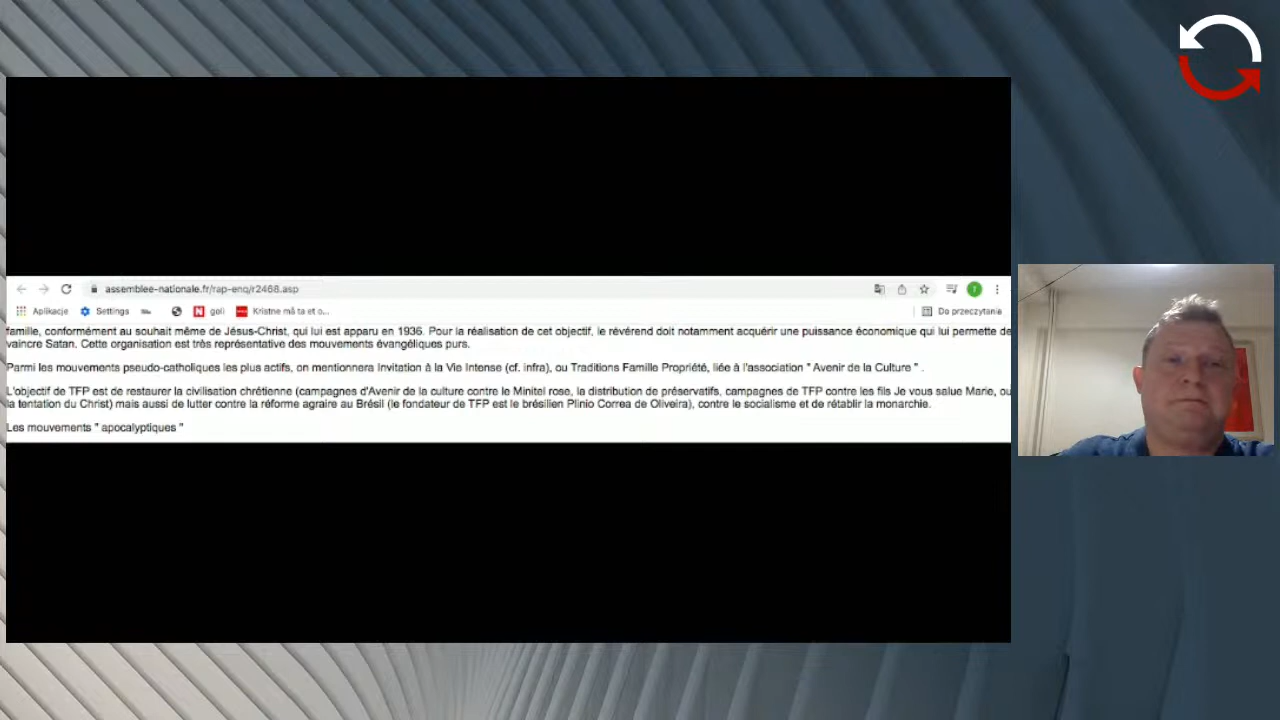 assemblee-nationale.fr/rap-enq/r2468.asp
Aplikacje Settings goli Kristne må ta et o... Do przeczytania
famille, conformément au souhait même de Jésus-Christ, qui lui est apparu en 1936. Pour la réalisation de cet objectif, le révérend doit notamment acquérir une puissance économique qui lui permette de
vaincre Satan. Cette organisation est très représentative des mouvements évangéliques purs.
Parmi les mouvements pseudo-catholiques les plus actifs, on mentionnera Invitation à la Vie Intense (cf. infra), ou Traditions Famille Propriété, liée à l'association " Avenir de la Culture " .
L'objectif de TFP est de restaurer la civilisation chrétienne (campagnes d'Avenir de la culture contre le Minitel rose, la distribution de préservatifs, campagnes de TFP contre les fils Je vous salue Marie, ou
la tentation du Christ) mais aussi de lutter contre la réforme agraire au Brésil (le fondateur de TFP est le brésilien Plinio Correa de Oliveira), contre le socialisme et de rétablir la monarchie.
Les mouvements " apocalyptiques "